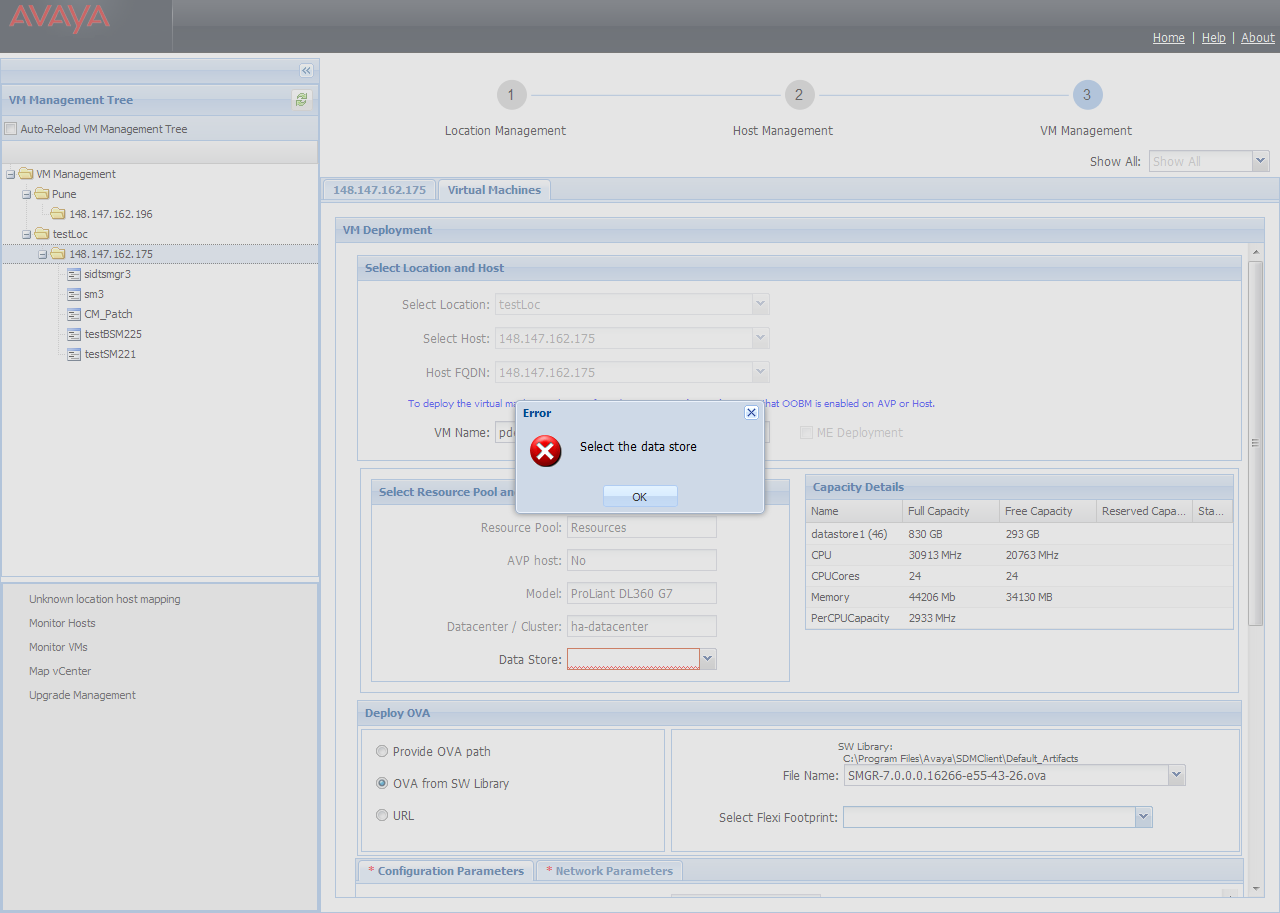 AVAYA
Home | Help | About
VM Management Tree
Auto-Reload VM Management Tree
VM Management
Pune
148.147.162.196
testLoc
148.147.162.175
sidtsmgr3
sm3
CM_Patch
testBSM225
testSM221
Unknown location host mapping
Monitor Hosts
Monitor VMs
Map vCenter
Upgrade Management
1 2 3
Location Management Host Management VM Management
Show All: Show All
148.147.162.175 Virtual Machines
VM Deployment
Select Location and Host
Select Location: testLoc
Select Host: 148.147.162.175
Host FQDN: 148.147.162.175
To deploy the virtual that OOBM is enabled on AVP or Host.
VM Name: ME Deployment
Error
Select the data store
OK
Select Resource Pool
Resource Pool: Resources
AVP host: No
Model: ProLiant DL360 G7
Datacenter / Cluster: ha-datacenter
Data Store:
Capacity Details
Name Full Capacity Free Capacity Reserved Capa... Sta...
datastore1 (46) 830 GB 293 GB
CPU 30913 MHz 20763 MHz
CPUCores 24 24
Memory 44206 Mb 34130 MB
PerCPUCapacity 2933 MHz
Deploy OVA
Provide OVA path
OVA from SW Library
URL
SW Library:
C:\Program Files\Avaya\SDMClient\Default_Artifacts
File Name: SMGR-7.0.0.0.16266-e55-43-26.ova
Select Flexi Footprint:
* Configuration Parameters * Network Parameters